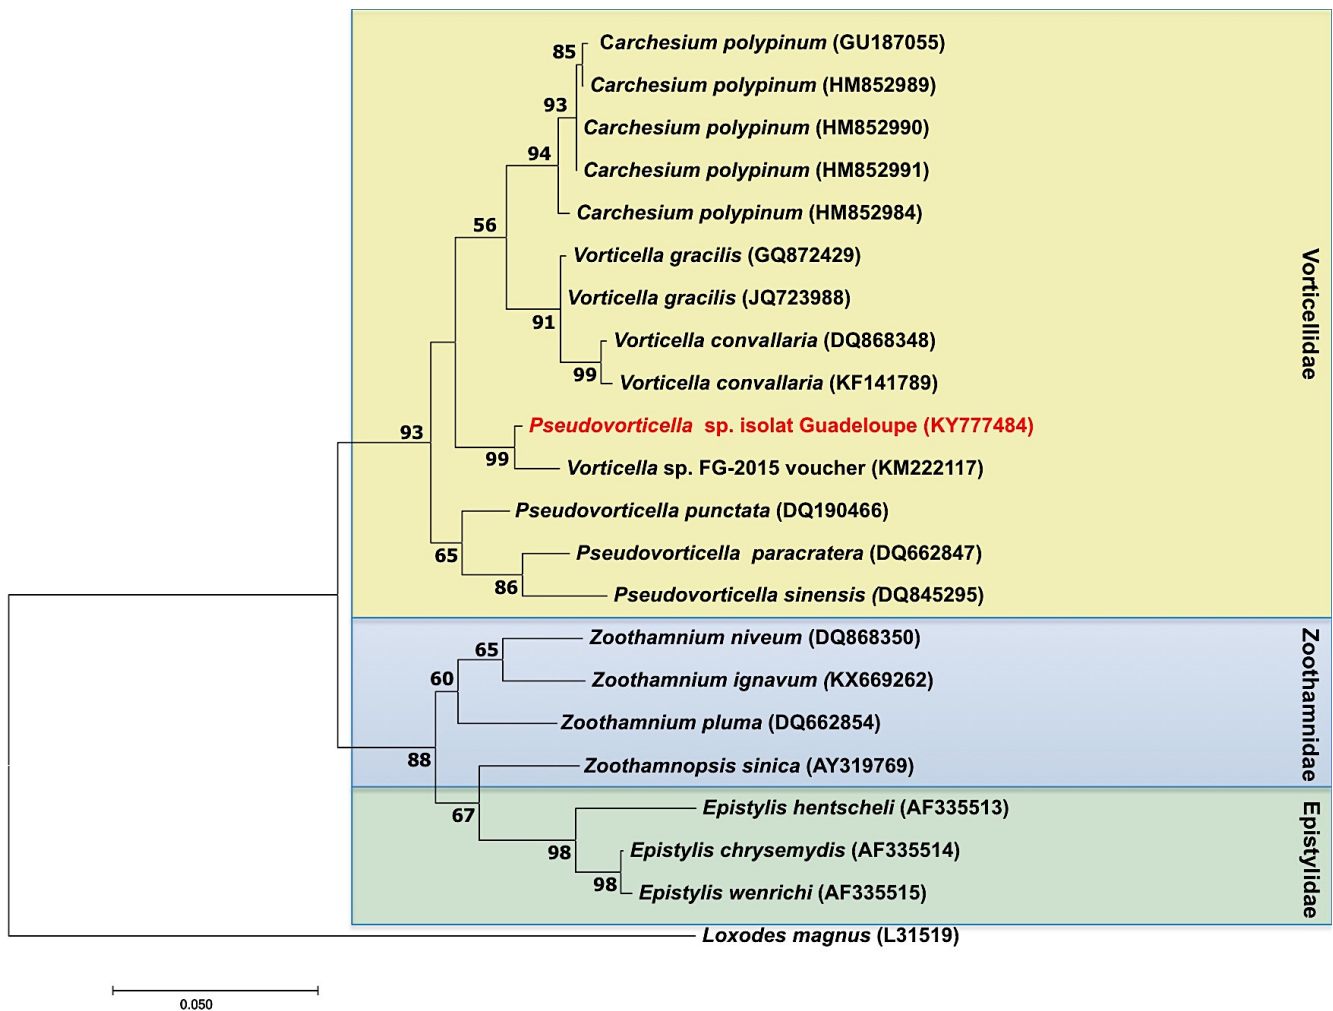 85
Carchesium polypinum (GU187055)
Carchesium polypinum (HM852989)
93
Carchesium polypinum (HM852990)
94
Carchesium polypinum (HM852991)
Carchesium polypinum (HM852984)
56
Vorticella gracilis (GQ872429)
Vorticella gracilis (JQ723988)
91
Vorticella convallaria (DQ868348)
99
Vorticella convallaria (KF141789)
Vorticellidae
Pseudovorticella  sp. isolat Guadeloupe (KY777484)
93
99
Vorticella sp. FG-2015 voucher (KM222117)
Pseudovorticella punctata (DQ190466)
65
Pseudovorticella  paracratera (DQ662847)
86
Pseudovorticella sinensis (DQ845295)
Zoothamnium niveum (DQ868350)
65
60
Zoothamnium ignavum (KX669262)
Zoothamnium pluma (DQ662854)
88
Zoothamnopsis sinica (AY319769)
Zoothamnidae
67
Epistylis hentscheli (AF335513)
98
Epistylis chrysemydis (AF335514)
98
Epistylis wenrichi (AF335515)
Epistylidae
Loxodes magnus (L31519)
0.050